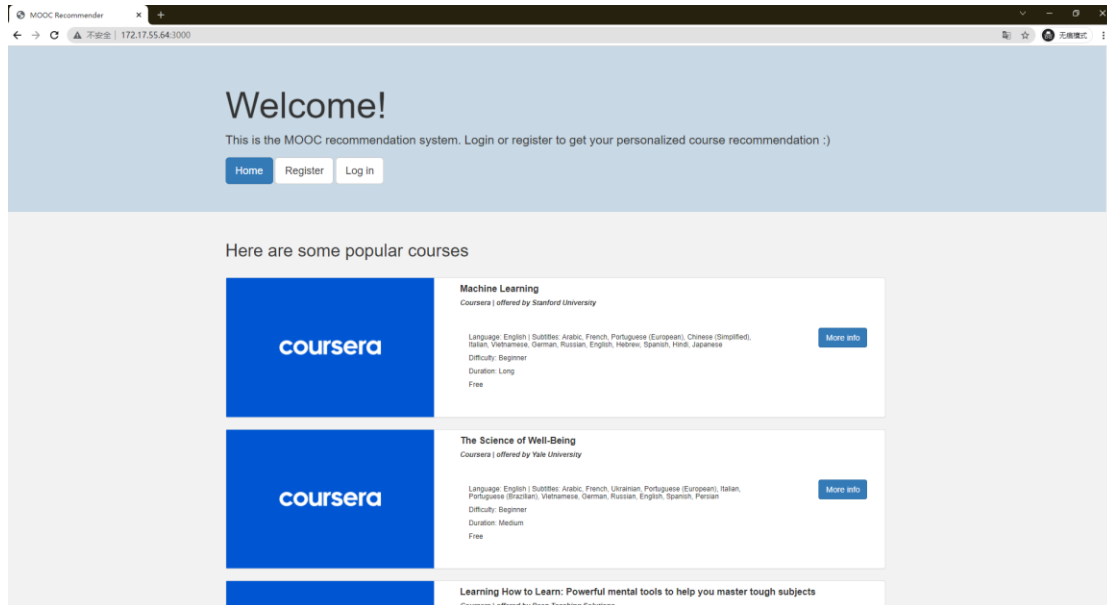 MOOC Recommender
不安全 | 172.17.55.64:3000
无痕模式
Welcome!
This is the MOOC recommendation system. Login or register to get your personalized course recommendation :)
Home Register Log in
Here are some popular courses
coursera
Machine Learning
Coursera | offered by Stanford University
Language: English | Subtitles: Arabic, French, Portuguese (European), Chinese (Simplified),
Italian, Vietnamese, German, Russian, English, Hebrew, Spanish, Hindi, Japanese
Difficulty: Beginner
Duration: Long
Free
More info
coursera
The Science of Well-Being
Coursera | offered by Yale University
Language: English | Subtitles: Arabic, French, Ukrainian, Portuguese (European), Italian,
Portuguese (Brazilian), Vietnamese, German, Russian, English, Spanish, Persian
Difficulty: Beginner
Duration: Medium
Free
More info
Learning How to Learn: Powerful mental tools to help you master tough subjects
Coursera | offered by Deep Teaching Solutions